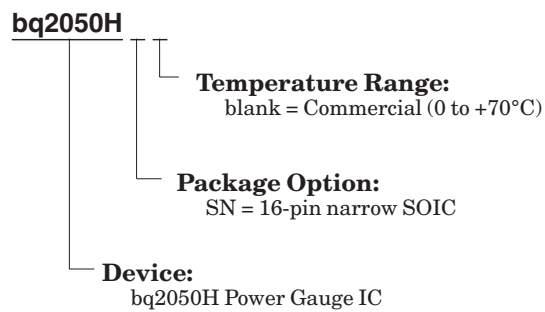 bq2050H
Temperature Range:
blank = Commercial (0 to +70°C)
Package Option:
SN = 16-pin narrow SOIC
Device:
bq2050H Power Gauge IC